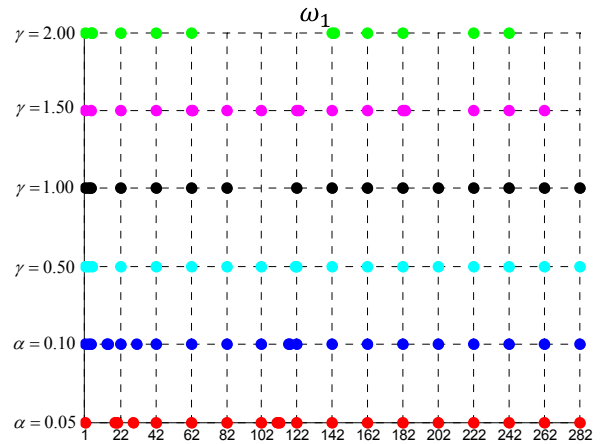 ω₁
γ = 2.00
γ = 1.50
γ = 1.00
γ = 0.50
α = 0.10
α = 0.05
1 22 42 62 82 102 122 142 162 182 202 222 242 262 282